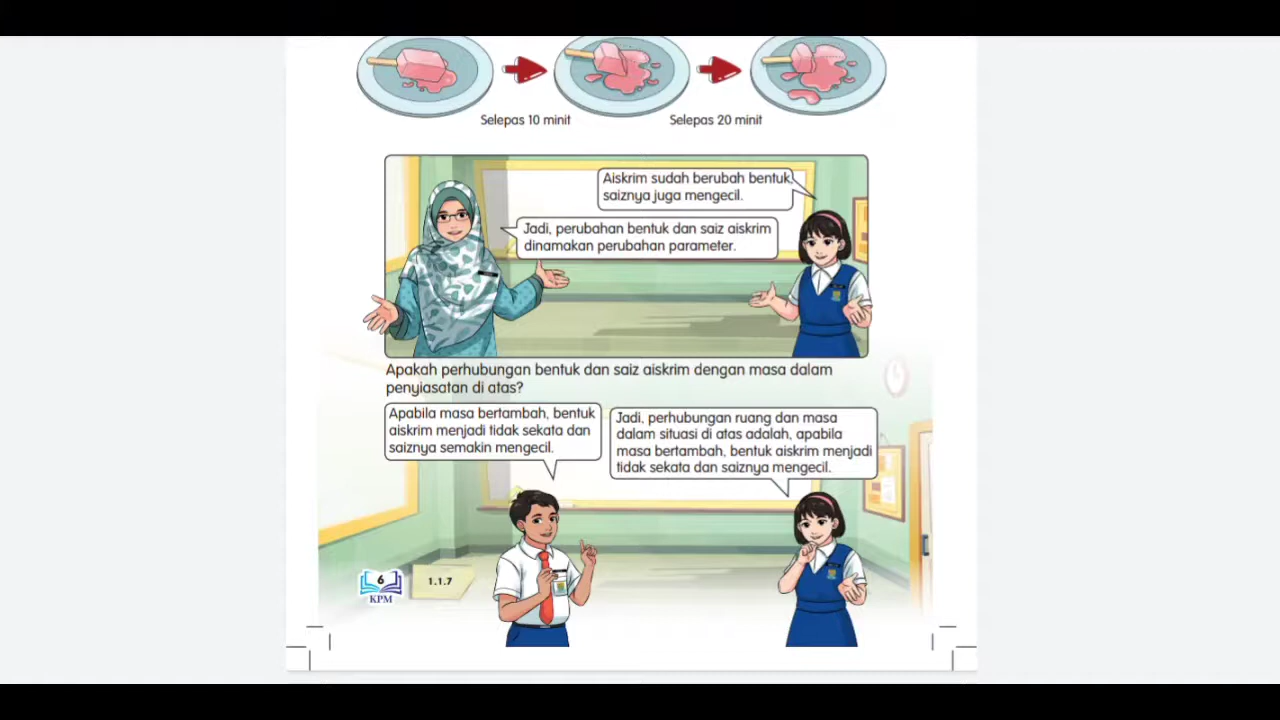 Selepas 10 minit
Selepas 20 minit
Aiskrim sudah berubah bentuk,
saiznya juga mengecil.
Jadi, perubahan bentuk dan saiz aiskrim
dinamakan perubahan parameter.
Apakah perhubungan bentuk dan saiz aiskrim dengan masa dalam
penyiasatan di atas?
Apabila masa bertambah, bentuk
aiskrim menjadi tidak sekata dan
saiznya semakin mengecil.
Jadi, perhubungan ruang dan masa
dalam situasi di atas adalah, apabila
masa bertambah, bentuk aiskrim menjadi
tidak sekata dan saiznya mengecil.
6
KPM
1.1.7